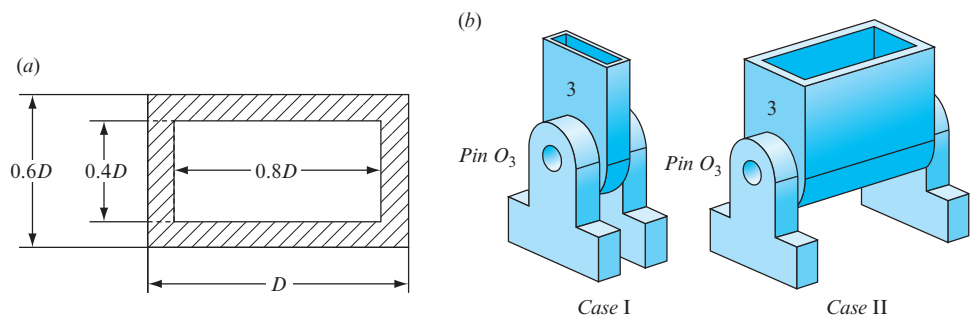 (a)
0.6D
0.4D
0.8D
D
(b)
3
Pin O3
Case I
3
Pin O3
Case II